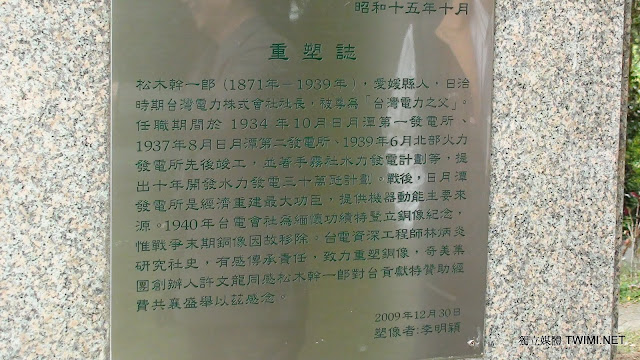 昭和十五年十月
重塑誌
松木幹一郎(1871年－1939年),愛媛縣人,日治
時期台灣電力株式會社社長,被尊為「台灣電力之父」。
任職期間於1934年10月日月潭第一發電所、
1937年8月日月潭第二發電所、1939年6月北部火力
發電所先後竣工,並著手霧社水力發電計劃等,提
出十年開發水力發電三十萬瓩計劃。戰後,日月潭
發電所是經濟重建最大功臣,提供機器動能主要來
源。1940年台電會社為緬懷功績特豎立銅像紀念,
惟戰爭末期銅像因故移除。台電資深工程師林炳炎
研究社史,有感傳承責任,致力重塑銅像,奇美集
團創辦人許文龍同感松木幹一郎對台貢獻特贊助經
費共襄盛舉以茲感念。
2009年12月30日
塑像者:李明穎
獨立媒體 TWIMI.NET